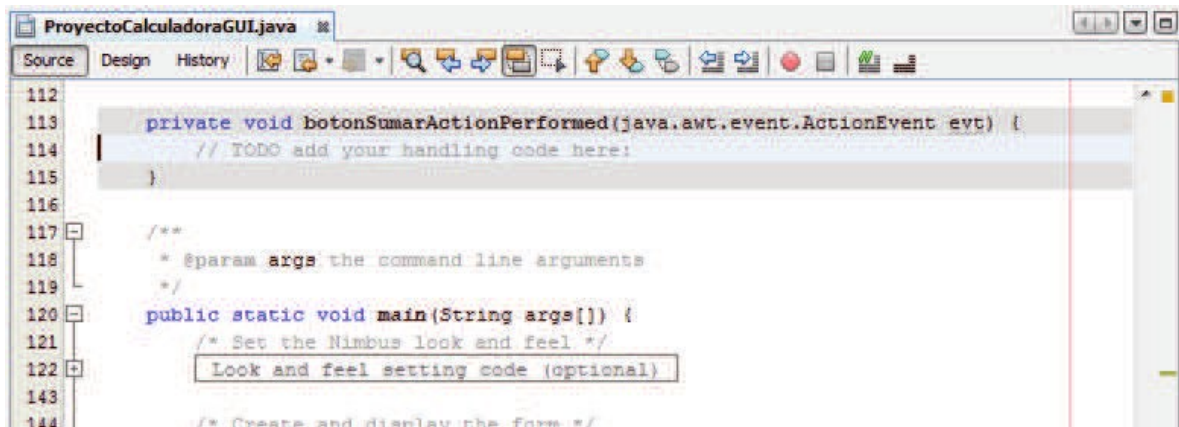 ProyectoCalculadoraGUI.java
Source Design History
112
113 private void botonSumarActionPerformed(java.awt.event.ActionEvent evt) {
114 // TODO add your handling code here:
115 }
116
117 /**
118 * @param args the command line arguments
119 */
120 public static void main(String args[]) {
121 /* Set the Nimbus look and feel */
122 Look and feel setting code (optional)
143
144 /* Create and display the form */